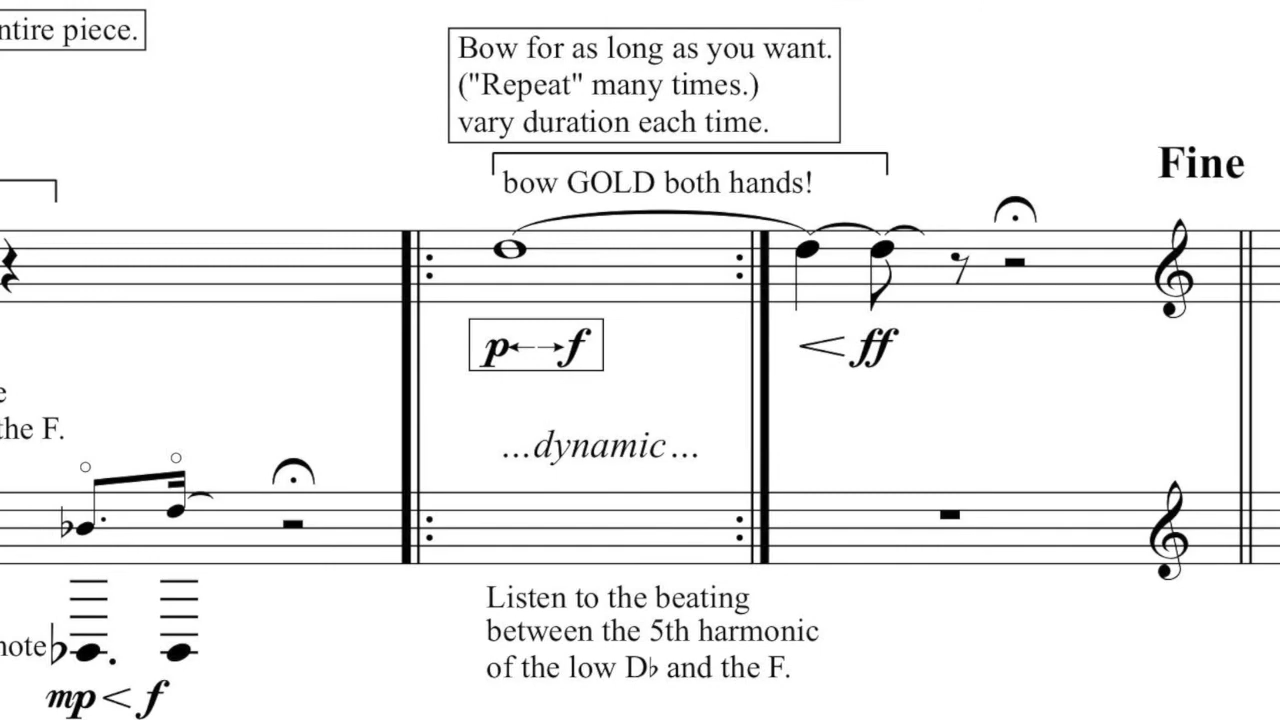 ntire piece.
Bow for as long as you want.
("Repeat" many times.)
vary duration each time.
Fine
bow GOLD both hands!
p f
ff
the F.
...dynamic...
Listen to the beating
between the 5th harmonic
of the low D♭ and the F.
note
mp < f